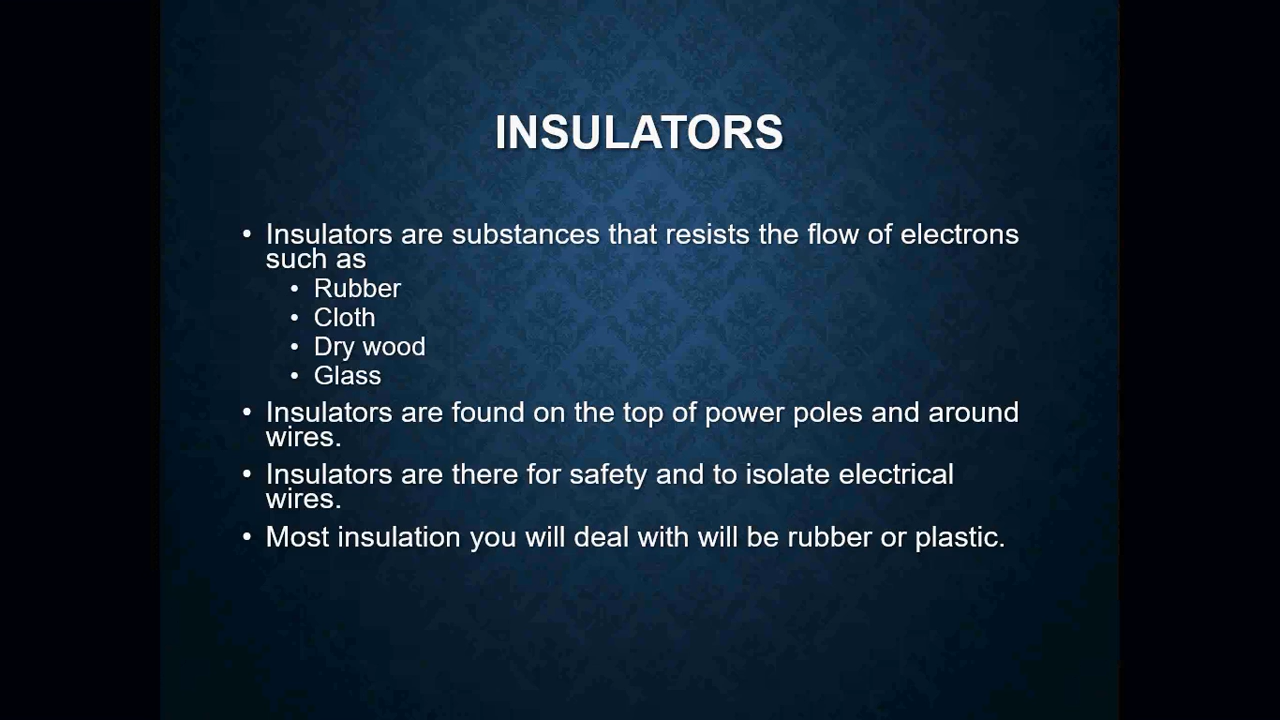 INSULATORS
• Insulators are substances that resists the flow of electrons
such as
• Rubber
• Cloth
• Dry wood
• Glass
• Insulators are found on the top of power poles and around
wires.
• Insulators are there for safety and to isolate electrical
wires.
• Most insulation you will deal with will be rubber or plastic.